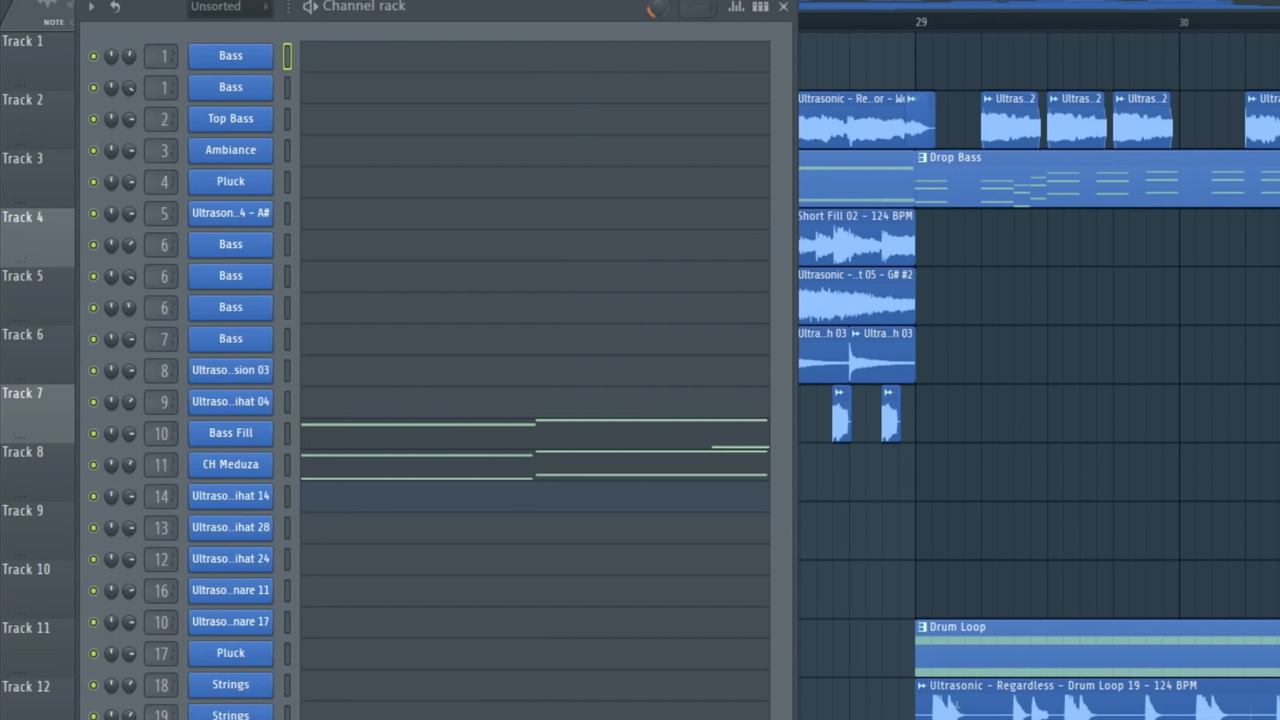 Unsorted
Channel rack
NOTE
29
30
Track 1
Track 2
Track 3
Track 4
Track 5
Track 6
Track 7
Track 8
Track 9
Track 10
Track 11
Track 12
1 Bass
1 Bass
2 Top Bass
3 Ambiance
4 Pluck
5 Ultrason..4 - A#
6 Bass
6 Bass
6 Bass
7 Bass
8 Ultraso..sion 03
9 Ultraso..ihat 04
10 Bass Fill
11 CH Meduza
14 Ultraso..ihat 14
13 Ultraso..ihat 28
12 Ultraso..ihat 24
16 Ultraso..nare 11
10 Ultraso..nare 17
17 Pluck
18 Strings
19 Strings
Ultrasonic - Re..or - W
Ultras..2
Ultras..2
Ultras..2
Ultra
Drop Bass
Short Fill 02 - 124 BPM
Ultrasonic -..t 05 - G# #2
Ultra..h 03
Ultra..h 03
Drum Loop
Ultrasonic - Regardless - Drum Loop 19 - 124 BPM